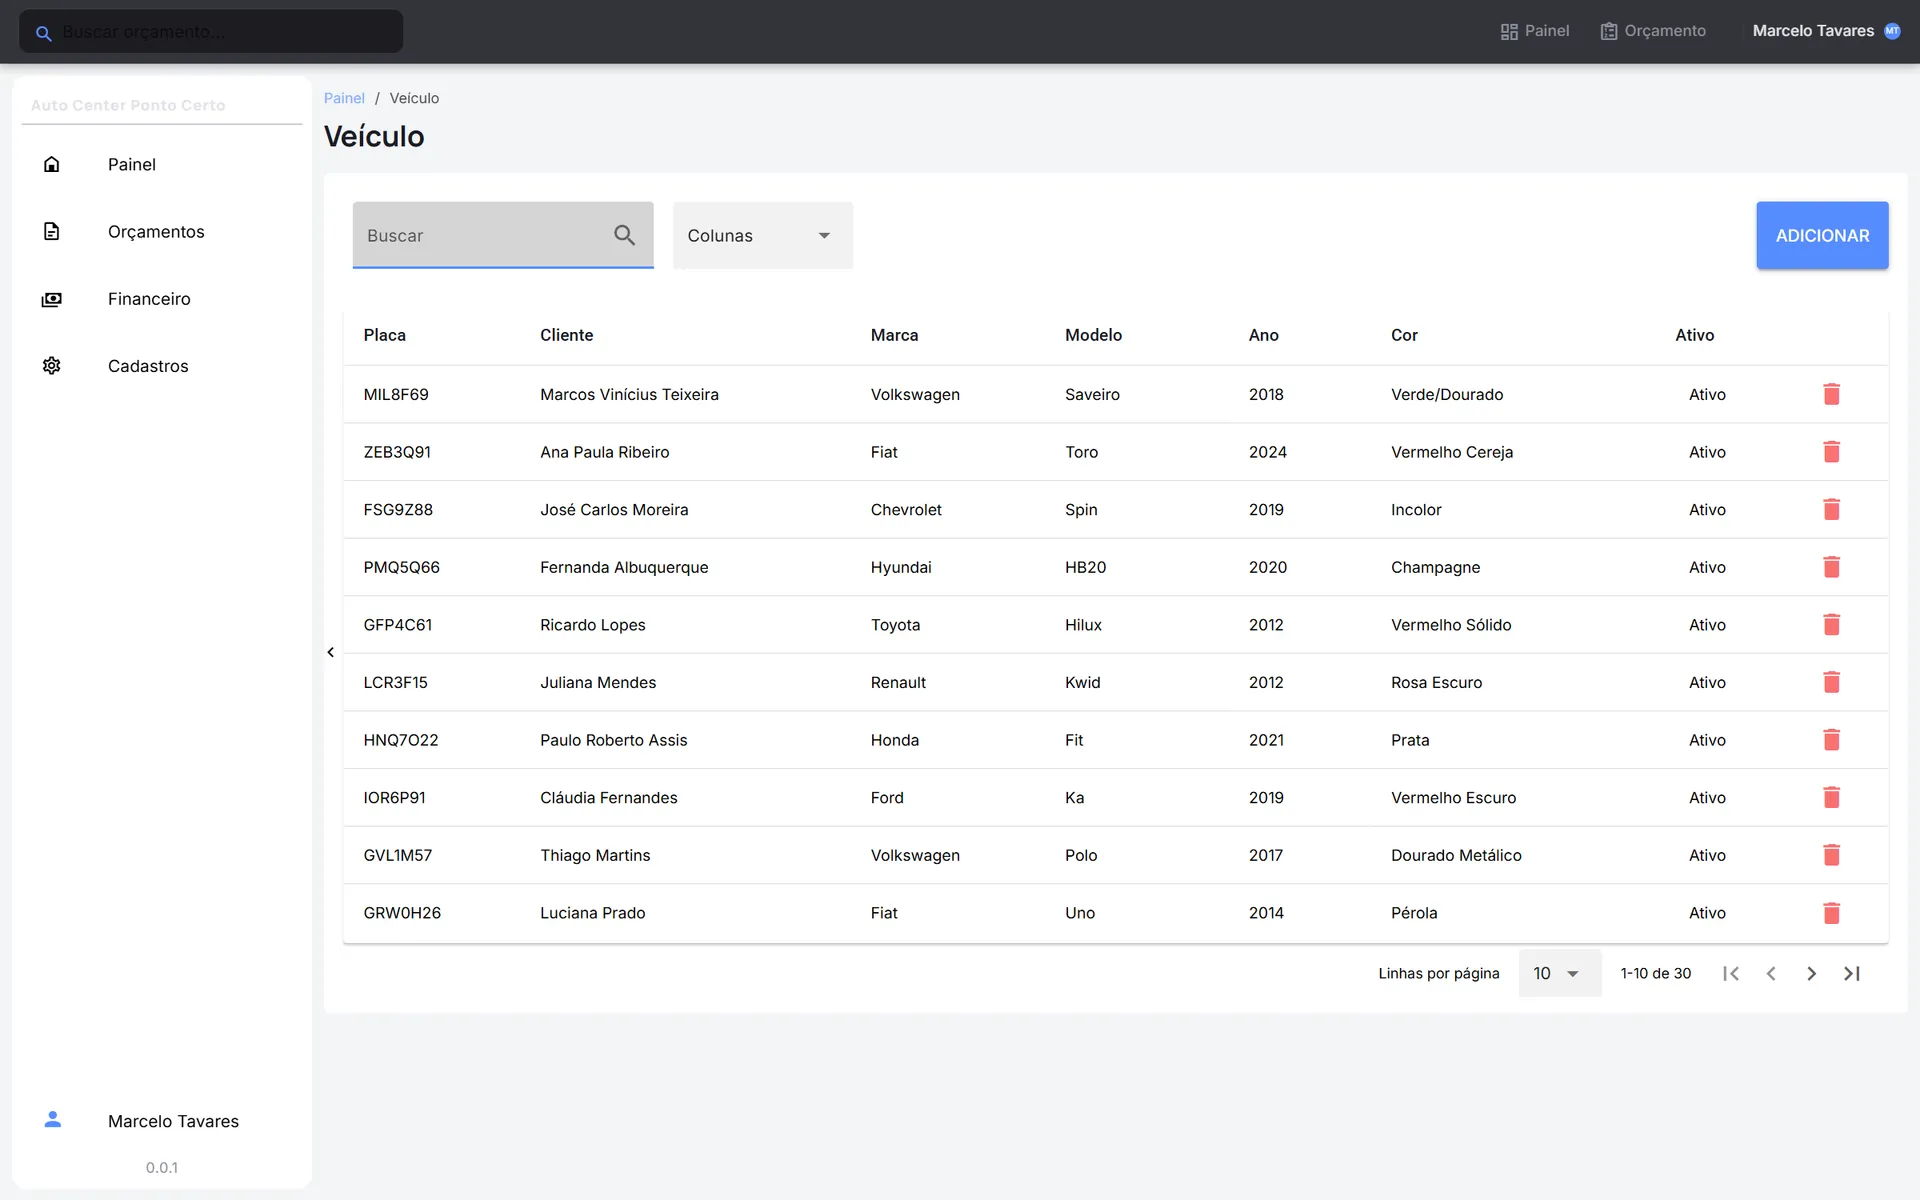 Buscar orçamento...
Painel
Orçamento
Marcelo Tavares
MT
Auto Center Ponto Certo
Painel
Orçamentos
Financeiro
Cadastros
Marcelo Tavares
0.0.1
Painel / Veículo
Veículo
Buscar
Colunas
ADICIONAR
Placa Cliente Marca Modelo Ano Cor Ativo
MIL8F69 Marcos Vinícius Teixeira Volkswagen Saveiro 2018 Verde/Dourado Ativo
ZEB3Q91 Ana Paula Ribeiro Fiat Toro 2024 Vermelho Cereja Ativo
FSG9Z88 José Carlos Moreira Chevrolet Spin 2019 Incolor Ativo
PMQ5Q66 Fernanda Albuquerque Hyundai HB20 2020 Champagne Ativo
GFP4C61 Ricardo Lopes Toyota Hilux 2012 Vermelho Sólido Ativo
LCR3F15 Juliana Mendes Renault Kwid 2012 Rosa Escuro Ativo
HNQ7O22 Paulo Roberto Assis Honda Fit 2021 Prata Ativo
IOR6P91 Cláudia Fernandes Ford Ka 2019 Vermelho Escuro Ativo
GVL1M57 Thiago Martins Volkswagen Polo 2017 Dourado Metálico Ativo
GRW0H26 Luciana Prado Fiat Uno 2014 Pérola Ativo
Linhas por página 10 1-10 de 30